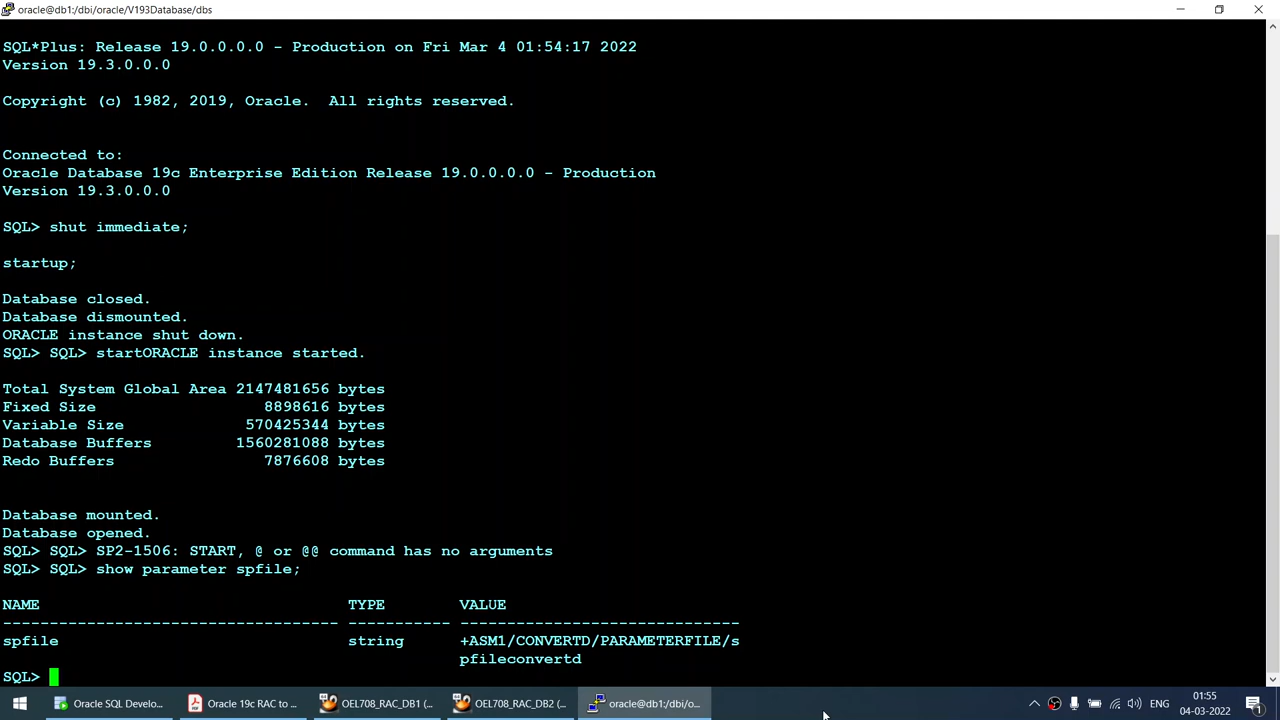 oracle@db1:/dbi/oracle/V193Database/dbs
SQL*Plus: Release 19.0.0.0.0 - Production on Fri Mar 4 01:54:17 2022
Version 19.3.0.0.0
Copyright (c) 1982, 2019, Oracle.  All rights reserved.
Connected to:
Oracle Database 19c Enterprise Edition Release 19.0.0.0.0 - Production
Version 19.3.0.0.0
SQL> shut immediate;
startup;
Database closed.
Database dismounted.
ORACLE instance shut down.
SQL> SQL> startORACLE instance started.
Total System Global Area 2147481656 bytes
Fixed Size                  8898616 bytes
Variable Size             570425344 bytes
Database Buffers         1560281088 bytes
Redo Buffers                7876608 bytes
Database mounted.
Database opened.
SQL> SQL> SP2-1506: START, @ or @@ command has no arguments
SQL> SQL> show parameter spfile;
NAME                                 TYPE        VALUE
------------------------------------ ----------- ------------------------------
spfile                               string      +ASM1/CONVERTD/PARAMETERFILE/s
                                                 pfileconvertd
SQL>
Oracle SQL Develo... Oracle 19c RAC to ... OEL708_RAC_DB1 (... OEL708_RAC_DB2 (... oracle@db1:/dbi/o... ENG 01:55
04-03-2022 1